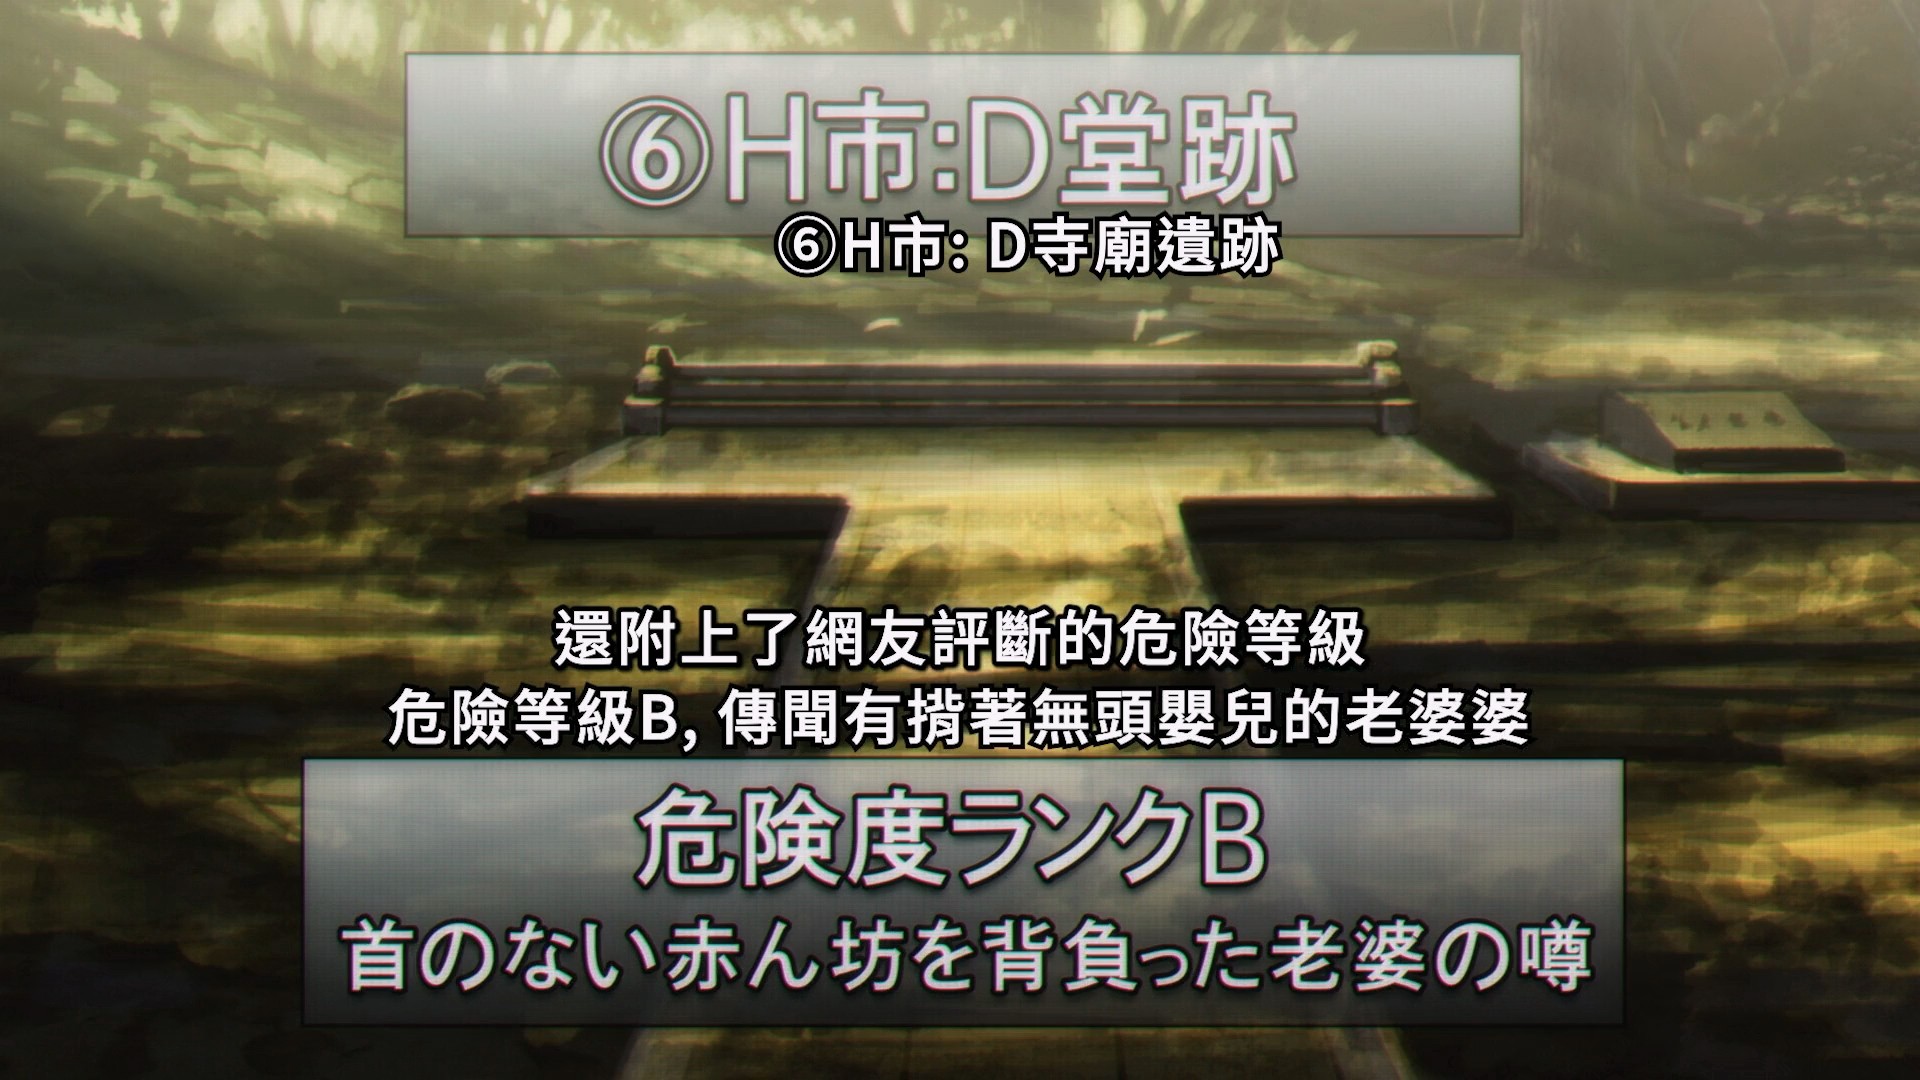 ⑥H市:D堂跡
⑥H市: D寺廟遺跡
還附上了網友評斷的危險等級
危險等級B, 傳聞有揹著無頭嬰兒的老婆婆
危険度ランクB
首のない赤ん坊を背負った老婆の噂